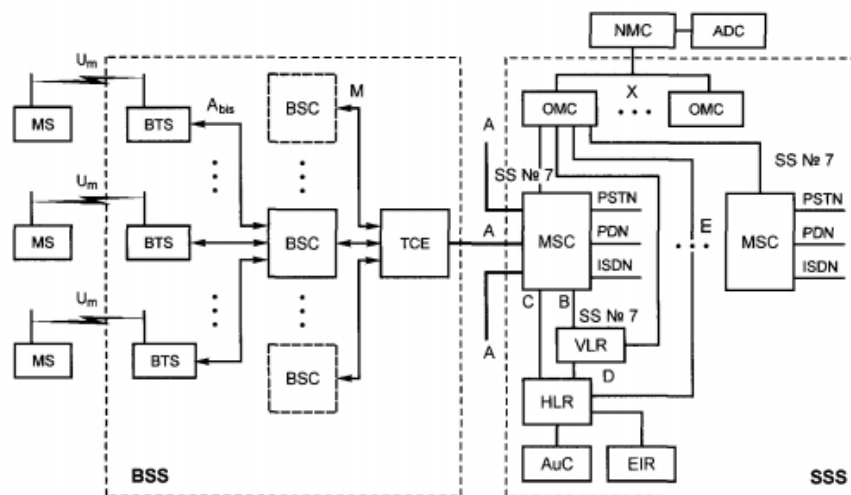 NMC
ADC
Um
MS
BTS
Abis
BSC
M
X
OMC
OMC
A
SS № 7
SS № 7
Um
MS
BTS
BSC
TCE
A
MSC
PSTN
PDN
ISDN
E
MSC
PSTN
PDN
ISDN
Um
MS
BTS
BSC
A
C
B
SS № 7
VLR
D
HLR
AuC
EIR
BSS
SSS